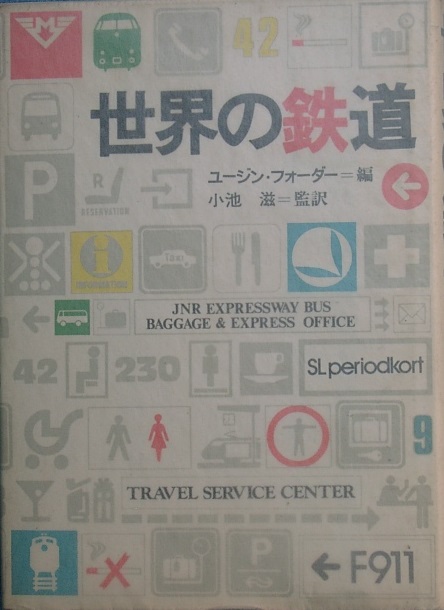 42
世界の鉄道
ユージン・フォーダー=編
小池 滋=監訳
P
R
RESERVATION
i
INFORMATION
Taxi
JNR EXPRESSWAY BUS
BAGGAGE & EXPRESS OFFICE
42
230
SL periodkort
9
TRAVEL SERVICE CENTER
P
F911